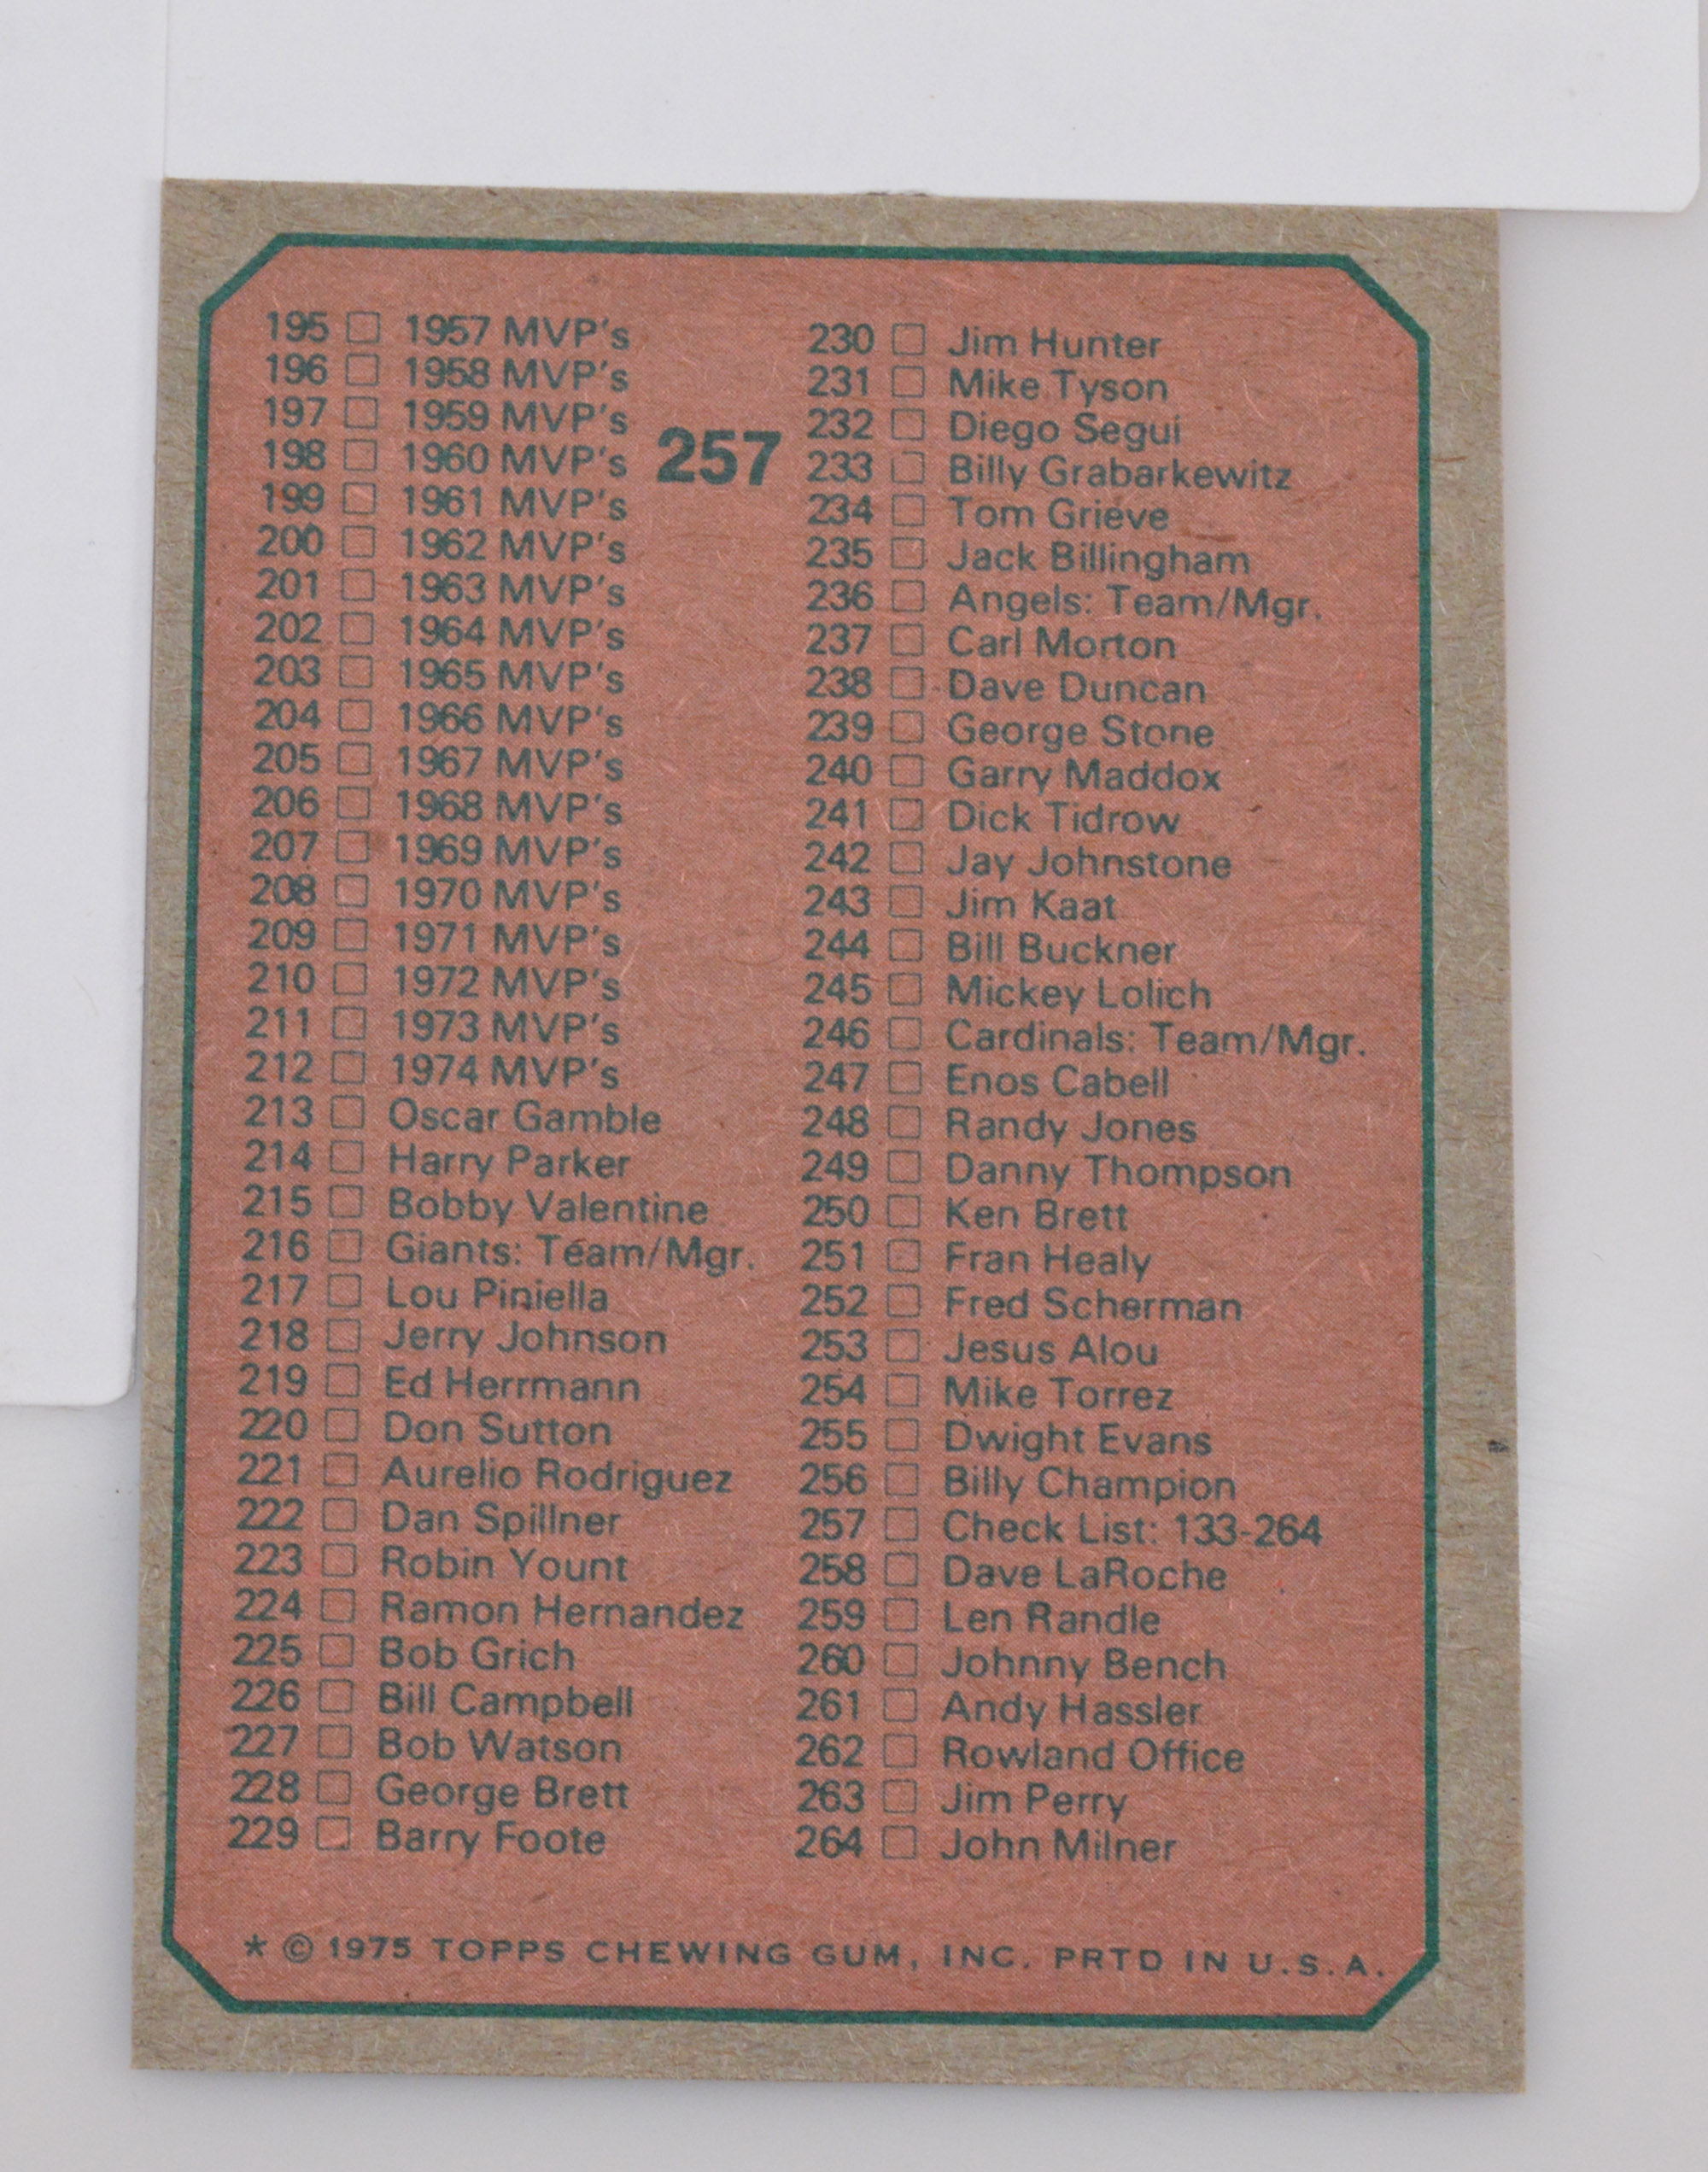 195 ☐ 1957 MVP's
196 ☐ 1958 MVP's
197 ☐ 1959 MVP's
198 ☐ 1960 MVP's
199 ☐ 1961 MVP's
200 ☐ 1962 MVP's
201 ☐ 1963 MVP's
202 ☐ 1964 MVP's
203 ☐ 1965 MVP's
204 ☐ 1966 MVP's
205 ☐ 1967 MVP's
206 ☐ 1968 MVP's
207 ☐ 1969 MVP's
208 ☐ 1970 MVP's
209 ☐ 1971 MVP's
210 ☐ 1972 MVP's
211 ☐ 1973 MVP's
212 ☐ 1974 MVP's
213 ☐ Oscar Gamble
214 ☐ Harry Parker
215 ☐ Bobby Valentine
216 ☐ Giants: Team/Mgr.
217 ☐ Lou Piniella
218 ☐ Jerry Johnson
219 ☐ Ed Herrmann
220 ☐ Don Sutton
221 ☐ Aurelio Rodriguez
222 ☐ Dan Spillner
223 ☐ Robin Yount
224 ☐ Ramon Hernandez
225 ☐ Bob Grich
226 ☐ Bill Campbell
227 ☐ Bob Watson
228 ☐ George Brett
229 ☐ Barry Foote
257
230 ☐ Jim Hunter
231 ☐ Mike Tyson
232 ☐ Diego Segui
233 ☐ Billy Grabarkewitz
234 ☐ Tom Grieve
235 ☐ Jack Billingham
236 ☐ Angels: Team/Mgr.
237 ☐ Carl Morton
238 ☐ Dave Duncan
239 ☐ George Stone
240 ☐ Garry Maddox
241 ☐ Dick Tidrow
242 ☐ Jay Johnstone
243 ☐ Jim Kaat
244 ☐ Bill Buckner
245 ☐ Mickey Lolich
246 ☐ Cardinals: Team/Mgr.
247 ☐ Enos Cabell
248 ☐ Randy Jones
249 ☐ Danny Thompson
250 ☐ Ken Brett
251 ☐ Fran Healy
252 ☐ Fred Scherman
253 ☐ Jesus Alou
254 ☐ Mike Torrez
255 ☐ Dwight Evans
256 ☐ Billy Champion
257 ☐ Check List: 133-264
258 ☐ Dave LaRoche
259 ☐ Len Randle
260 ☐ Johnny Bench
261 ☐ Andy Hassler
262 ☐ Rowland Office
263 ☐ Jim Perry
264 ☐ John Milner
* © 1975 TOPPS CHEWING GUM, INC. PRTD IN U.S.A.